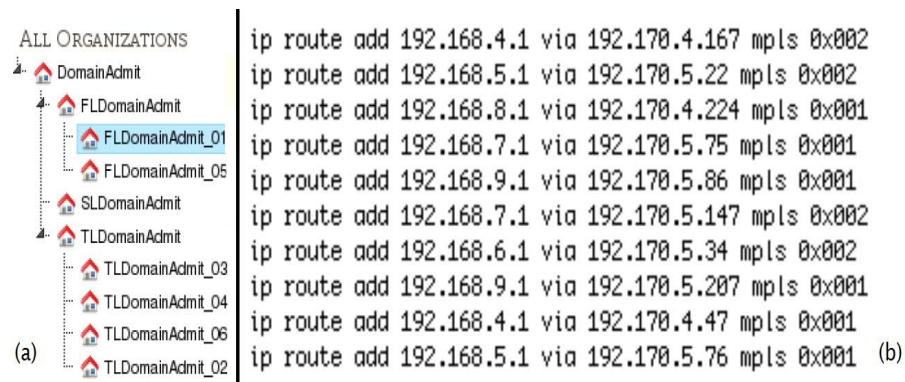 ALL ORGANIZATIONS
DomainAdmit
FLDomainAdmit
FLDomainAdmit_01
FLDomainAdmit_05
SLDomainAdmit
TLDomainAdmit
TLDomainAdmit_03
TLDomainAdmit_04
TLDomainAdmit_06
TLDomainAdmit_02
(a)
ip route add 192.168.4.1 via 192.170.4.167 mpls 0x002
ip route add 192.168.5.1 via 192.170.5.22 mpls 0x002
ip route add 192.168.8.1 via 192.170.4.224 mpls 0x001
ip route add 192.168.7.1 via 192.170.5.75 mpls 0x001
ip route add 192.168.9.1 via 192.170.5.86 mpls 0x001
ip route add 192.168.7.1 via 192.170.5.147 mpls 0x002
ip route add 192.168.6.1 via 192.170.5.34 mpls 0x002
ip route add 192.168.9.1 via 192.170.5.207 mpls 0x001
ip route add 192.168.4.1 via 192.170.4.47 mpls 0x001
ip route add 192.168.5.1 via 192.170.5.76 mpls 0x001
(b)